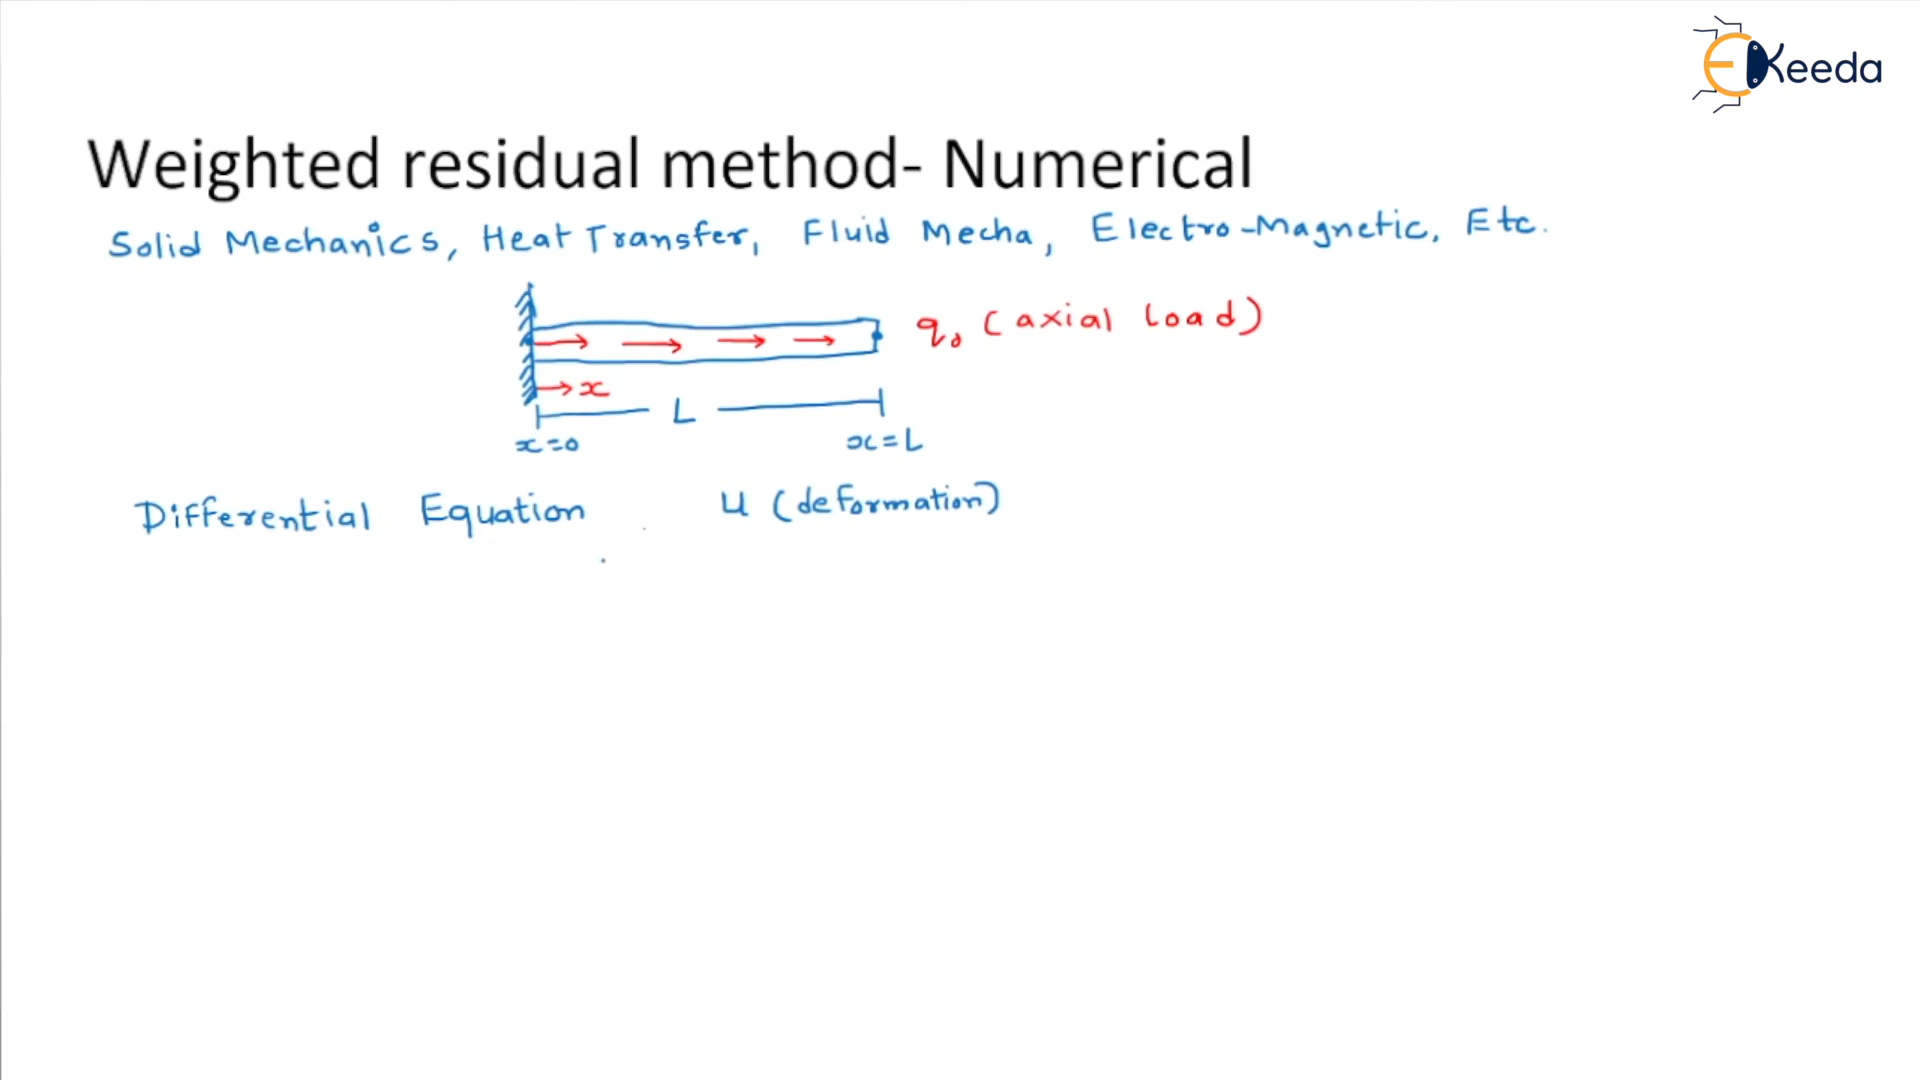 EKeeda
Weighted residual method- Numerical
Solid Mechanics, Heat Transfer, Fluid Mecha, Electro-Magnetic, Etc.
q₀ (axial load)
x
L
x=0
x=L
Differential Equation u (deformation)